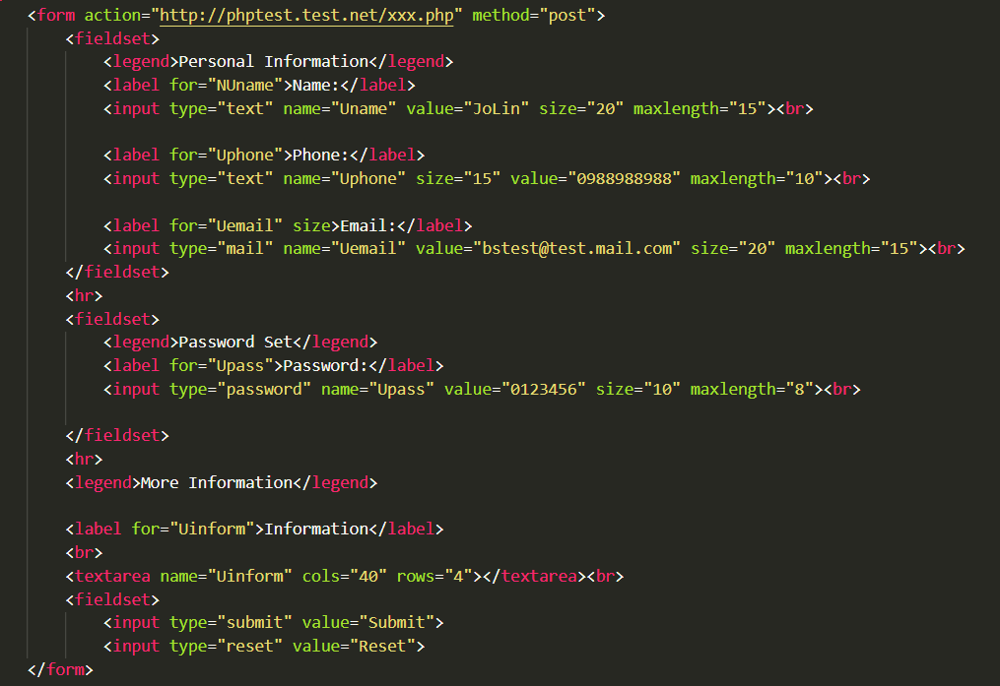 <form action="http://phptest.test.net/xxx.php" method="post">
<fieldset>
<legend>Personal Information</legend>
<label for="NUname">Name:</label>
<input type="text" name="Uname" value="JoLin" size="20" maxlength="15"><br>
<label for="Uphone">Phone:</label>
<input type="text" name="Uphone" size="15" value="0988988988" maxlength="10"><br>
<label for="Uemail" size>Email:</label>
<input type="mail" name="Uemail" value="bstest@test.mail.com" size="20" maxlength="15"><br>
</fieldset>
<hr>
<fieldset>
<legend>Password Set</legend>
<label for="Upass">Password:</label>
<input type="password" name="Upass" value="0123456" size="10" maxlength="8"><br>
</fieldset>
<hr>
<legend>More Information</legend>
<label for="Uinform">Information</label>
<br>
<textarea name="Uinform" cols="40" rows="4"></textarea><br>
<fieldset>
<input type="submit" value="Submit">
<input type="reset" value="Reset">
</form>